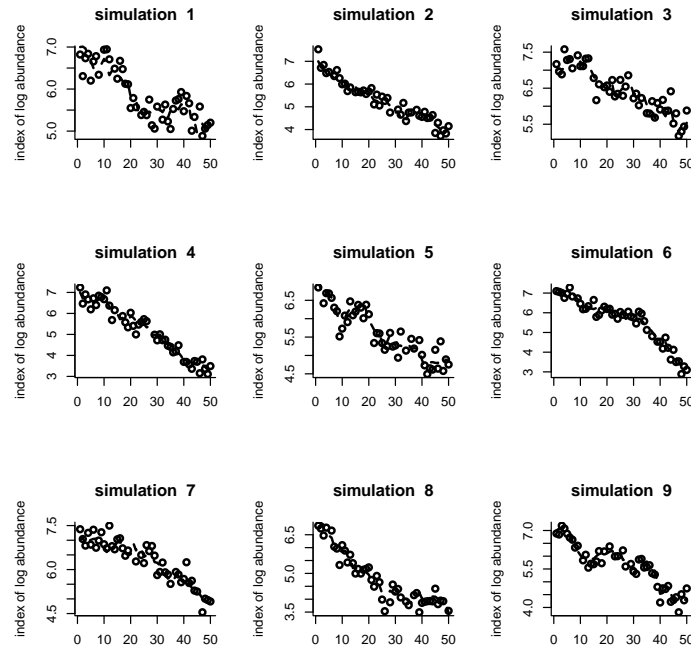 simulation 1
index of log abundance
7.0
6.0
5.0
0 10 20 30 40 50
simulation 2
index of log abundance
7
6
5
4
0 10 20 30 40 50
simulation 3
index of log abundance
7.5
6.5
5.5
0 10 20 30 40 50
simulation 4
index of log abundance
7
6
5
4
3
0 10 20 30 40 50
simulation 5
index of log abundance
6.5
5.5
4.5
0 10 20 30 40 50
simulation 6
index of log abundance
7
6
5
4
3
0 10 20 30 40 50
simulation 7
index of log abundance
7.5
6.0
4.5
0 10 20 30 40 50
simulation 8
index of log abundance
6.5
5.0
3.5
0 10 20 30 40 50
simulation 9
index of log abundance
7.0
5.5
4.0
0 10 20 30 40 50